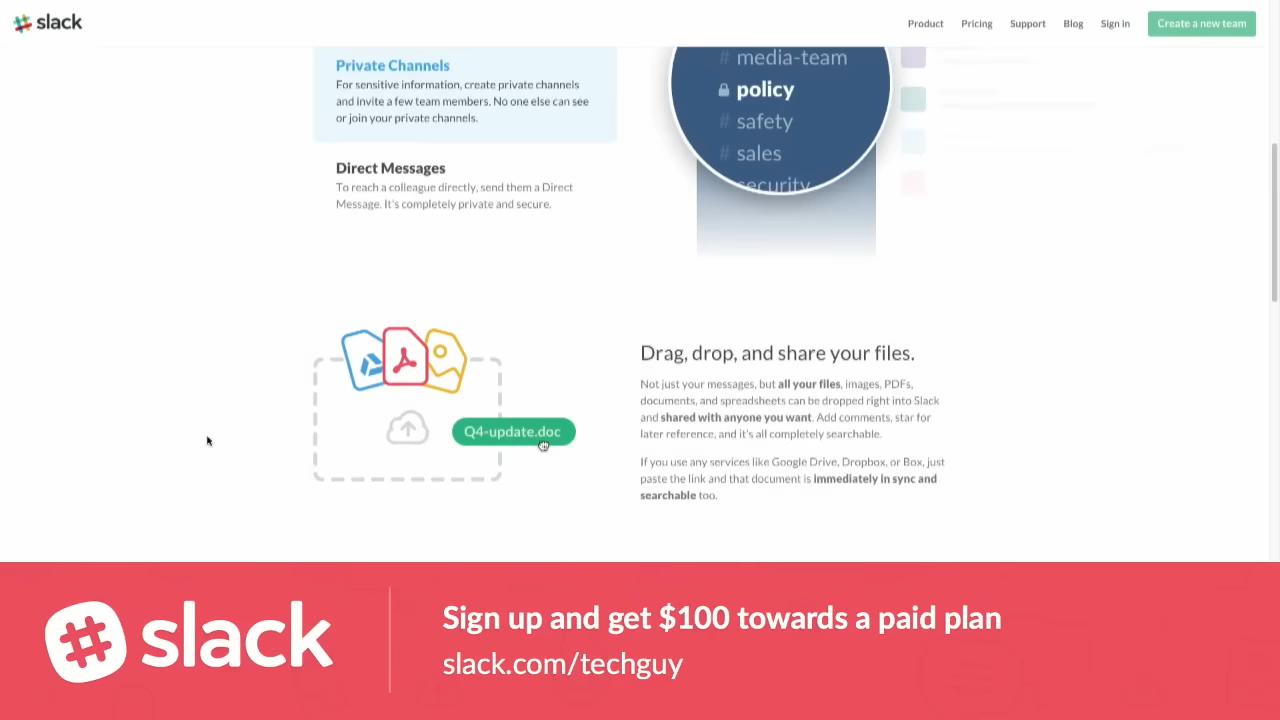 slack
Product Pricing Support Blog Sign in Create a new team
Private Channels
For sensitive information, create private channels
and invite a few team members. No one else can see
or join your private channels.
Direct Messages
To reach a colleague directly, send them a Direct
Message. It's completely private and secure.
# media-team
policy
# safety
# sales
security
Q4-update.doc
Drag, drop, and share your files.
Not just your messages, but all your files, images, PDFs,
documents, and spreadsheets can be dropped right into Slack
and shared with anyone you want. Add comments, star for
later reference, and it's all completely searchable.
If you use any services like Google Drive, Dropbox, or Box, just
paste the link and that document is immediately in sync and
searchable too.
slack
Sign up and get $100 towards a paid plan
slack.com/techguy